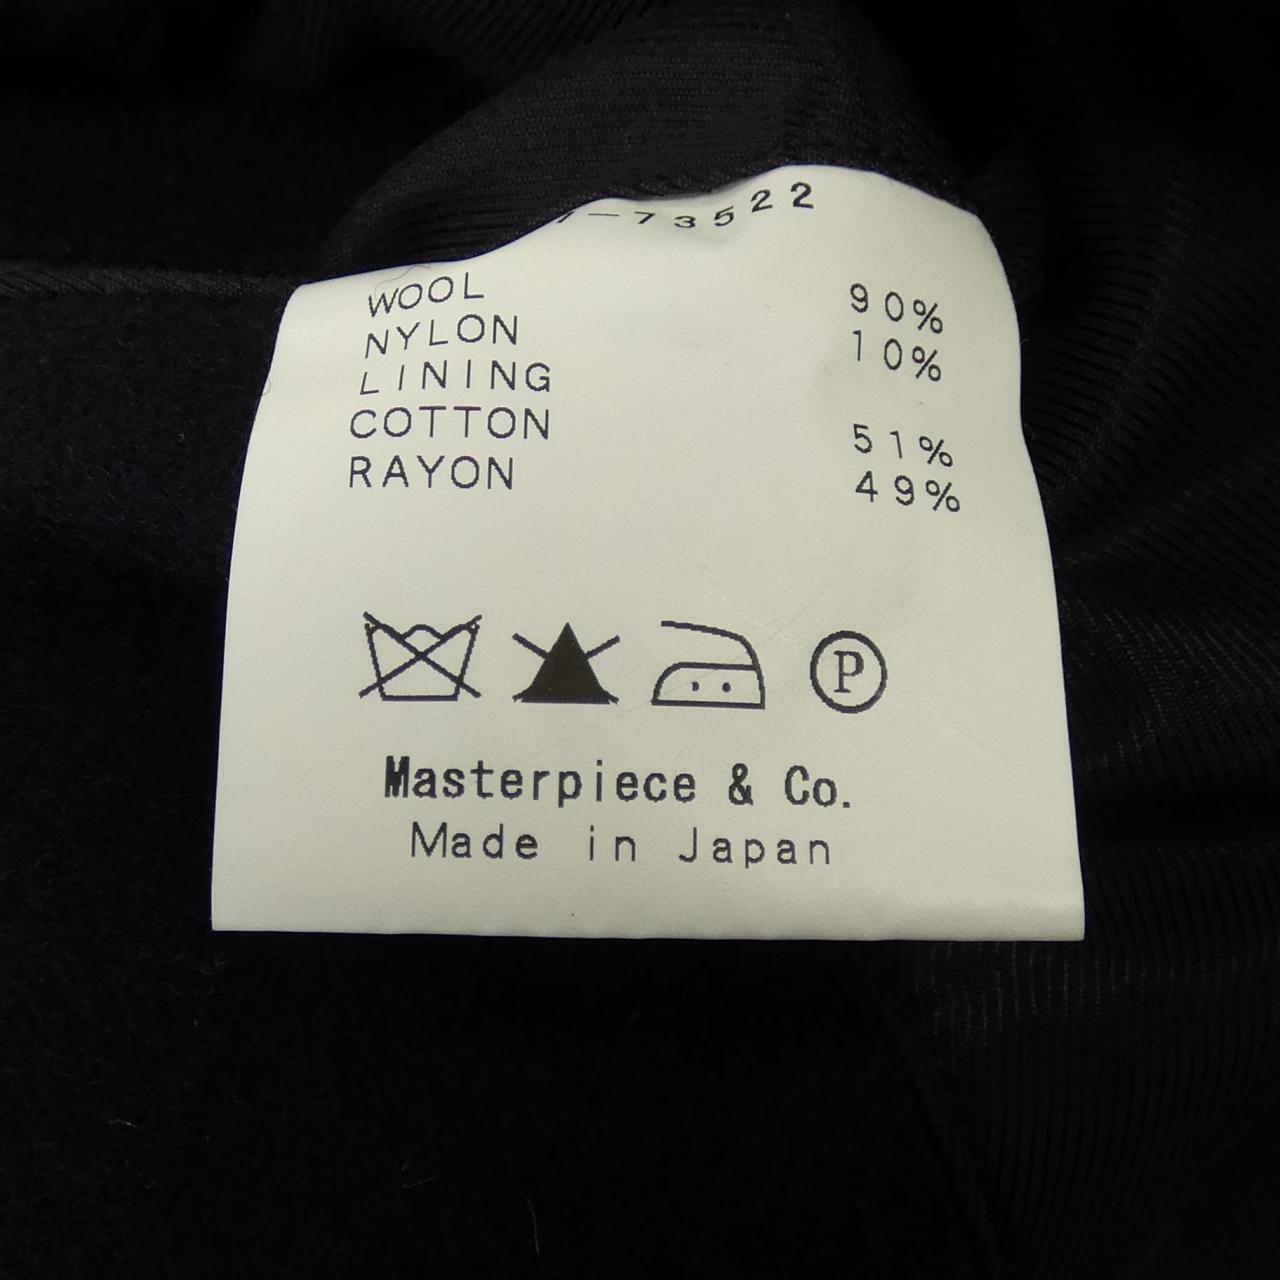 -73522
WOOL 90%
NYLON 10%
LINING
COTTON 51%
RAYON 49%
P
Masterpiece & Co.
Made in Japan